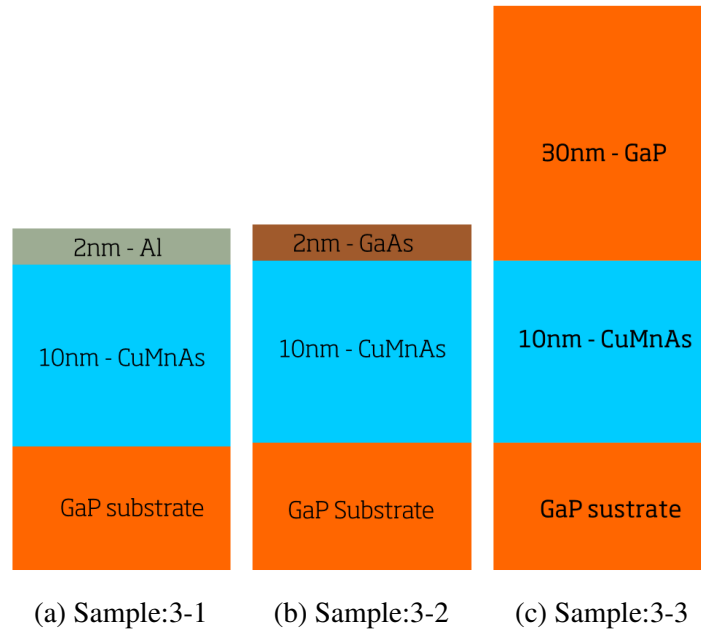 2nm - Al
10nm - CuMnAs
GaP substrate
(a) Sample:3-1
2nm - GaAs
10nm - CuMnAs
GaP Substrate
(b) Sample:3-2
30nm - GaP
10nm - CuMnAs
GaP sustrate
(c) Sample:3-3